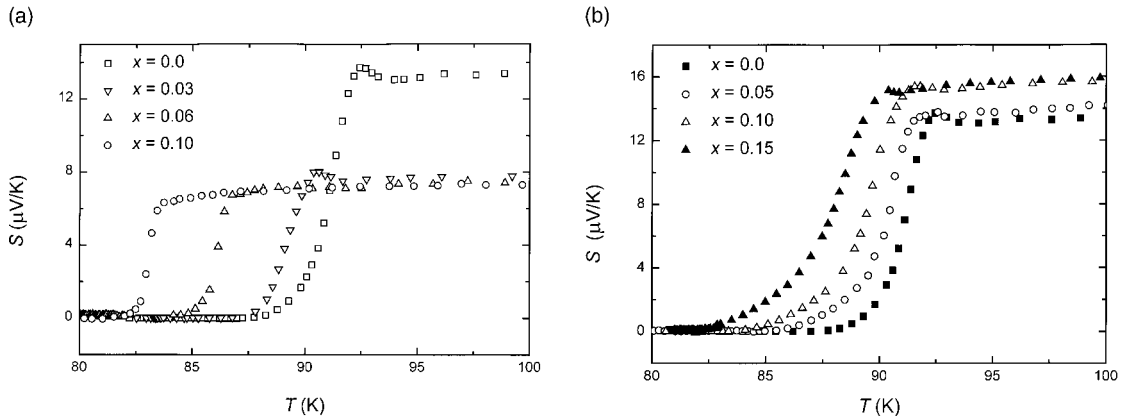 (a)
x = 0.0
x = 0.03
x = 0.06
x = 0.10
12
8
4
0
S (μV/K)
80
85
90
95
100
T (K)
(b)
x = 0.0
x = 0.05
x = 0.10
x = 0.15
16
12
8
4
0
S (μV/K)
80
85
90
95
100
T (K)